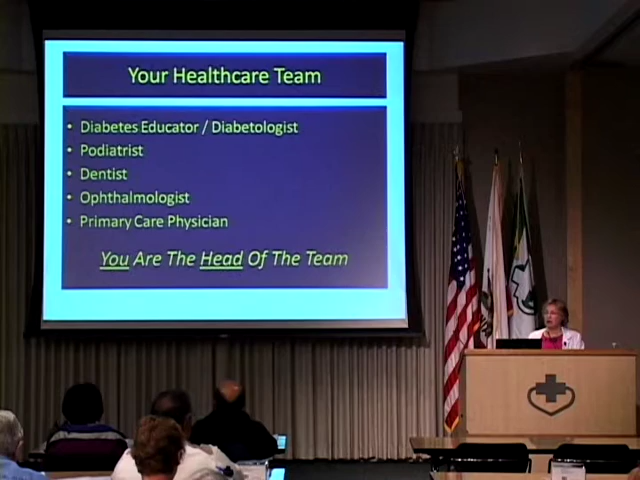 Your Healthcare Team
• Diabetes Educator / Diabetologist
• Podiatrist
• Dentist
• Ophthalmologist
• Primary Care Physician
You Are The Head Of The Team